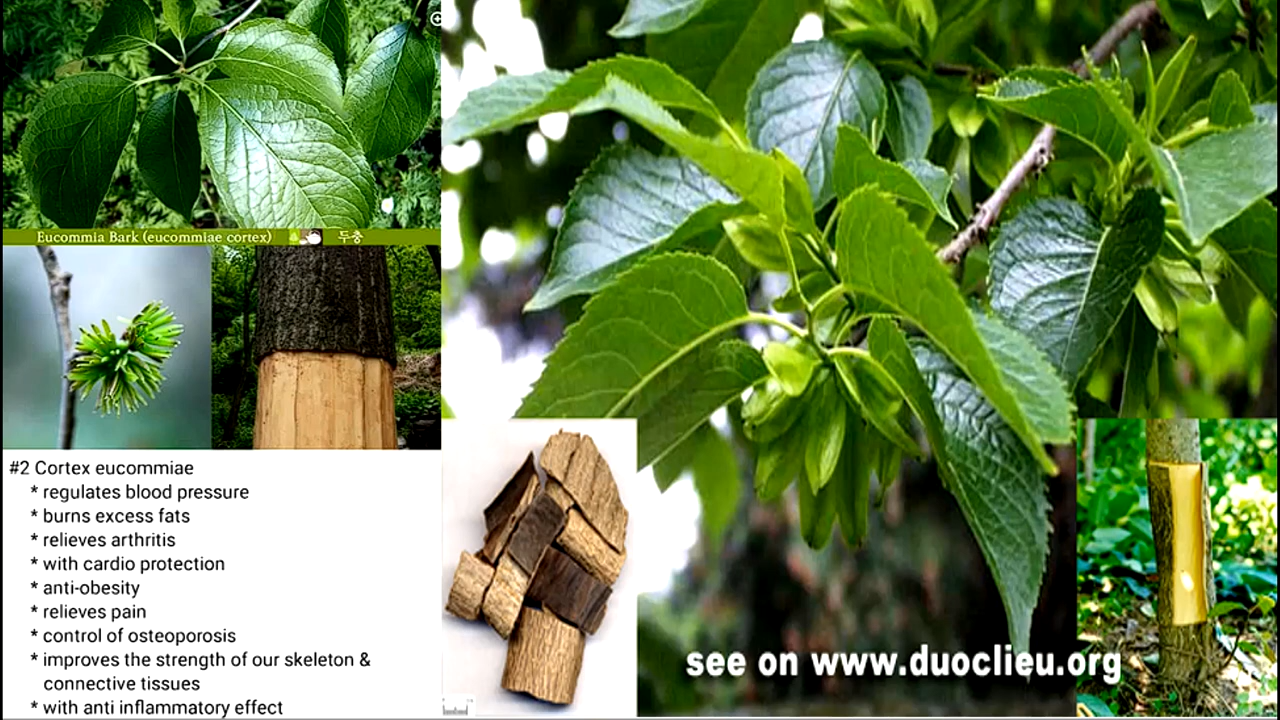 Eucommia Bark (eucommiae cortex) 두충
#2 Cortex eucommiae
* regulates blood pressure
* burns excess fats
* relieves arthritis
* with cardio protection
* anti-obesity
* relieves pain
* control of osteoporosis
* improves the strength of our skeleton &
connective tissues
* with anti inflammatory effect
see on www.duoclieu.org